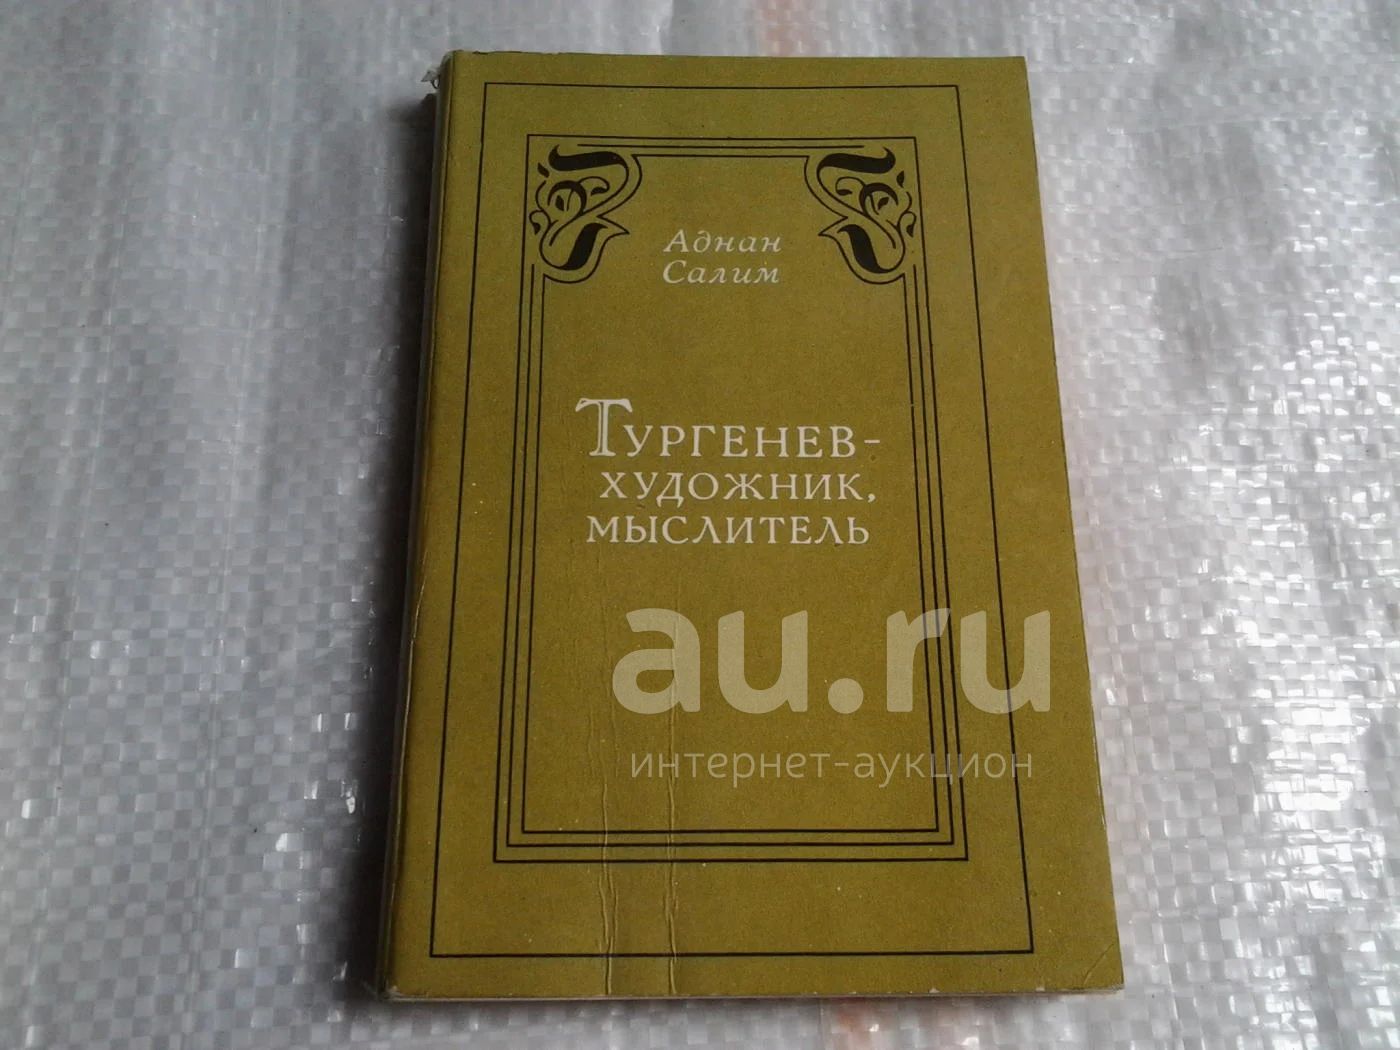 Аднан
Салим
Тургенев-
художник,
мыслитель
au.ru
интернет-аукцион